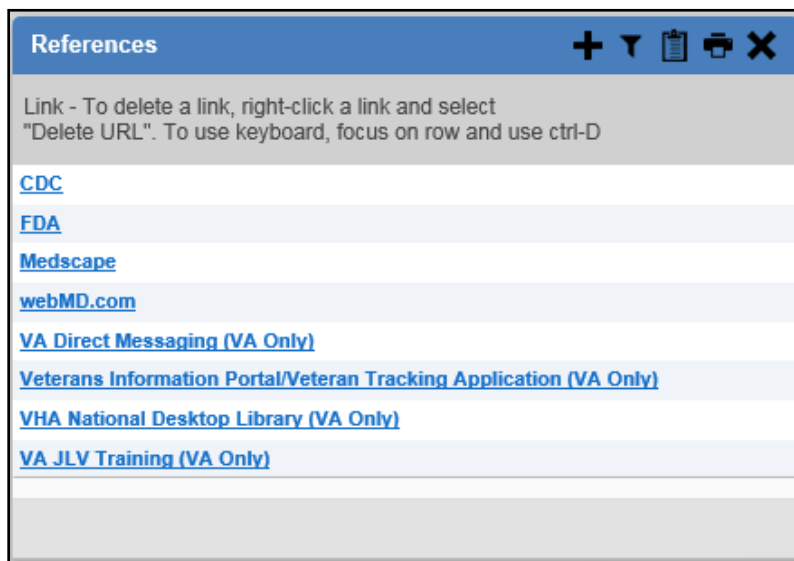 References
Link - To delete a link, right-click a link and select
"Delete URL". To use keyboard, focus on row and use ctrl-D
CDC
FDA
Medscape
webMD.com
VA Direct Messaging (VA Only)
Veterans Information Portal/Veteran Tracking Application (VA Only)
VHA National Desktop Library (VA Only)
VA JLV Training (VA Only)